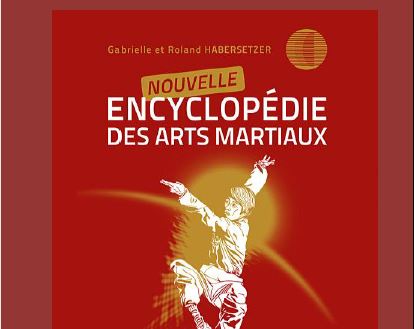 Gabrielle et Roland HABERSETZER
NOUVELLE
ENCYCLOPÉDIE
DES ARTS MARTIAUX